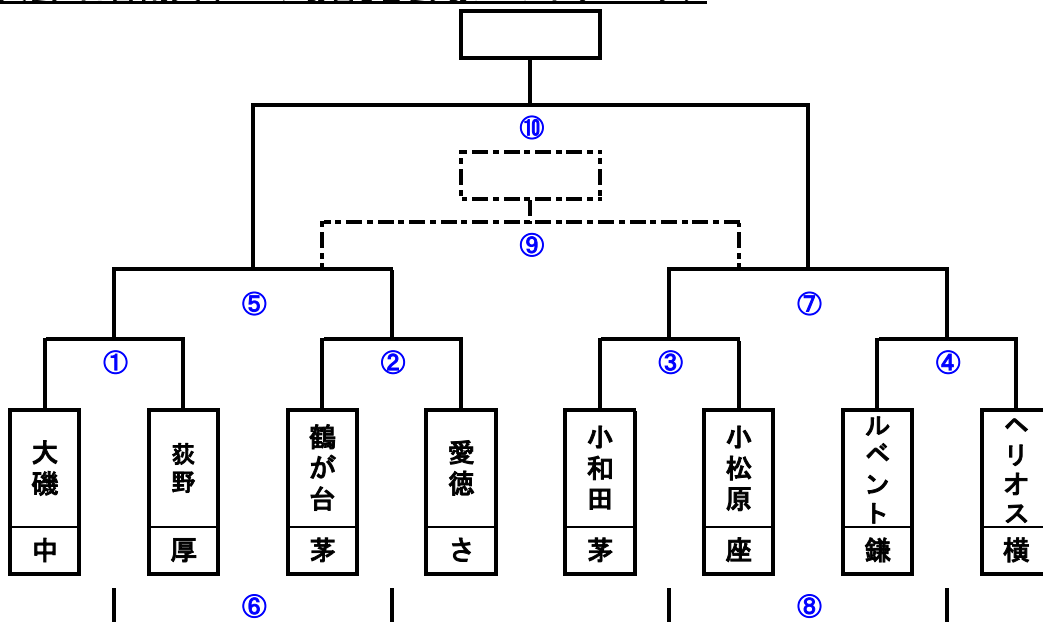 ⑩
⑨
⑤
⑦
①
②
③
④
大磯
荻野
鶴が台
愛徳
小和田
小松原
ルベント
ヘリオス
中
厚
茅
さ
茅
座
鎌
横
⑥
⑧